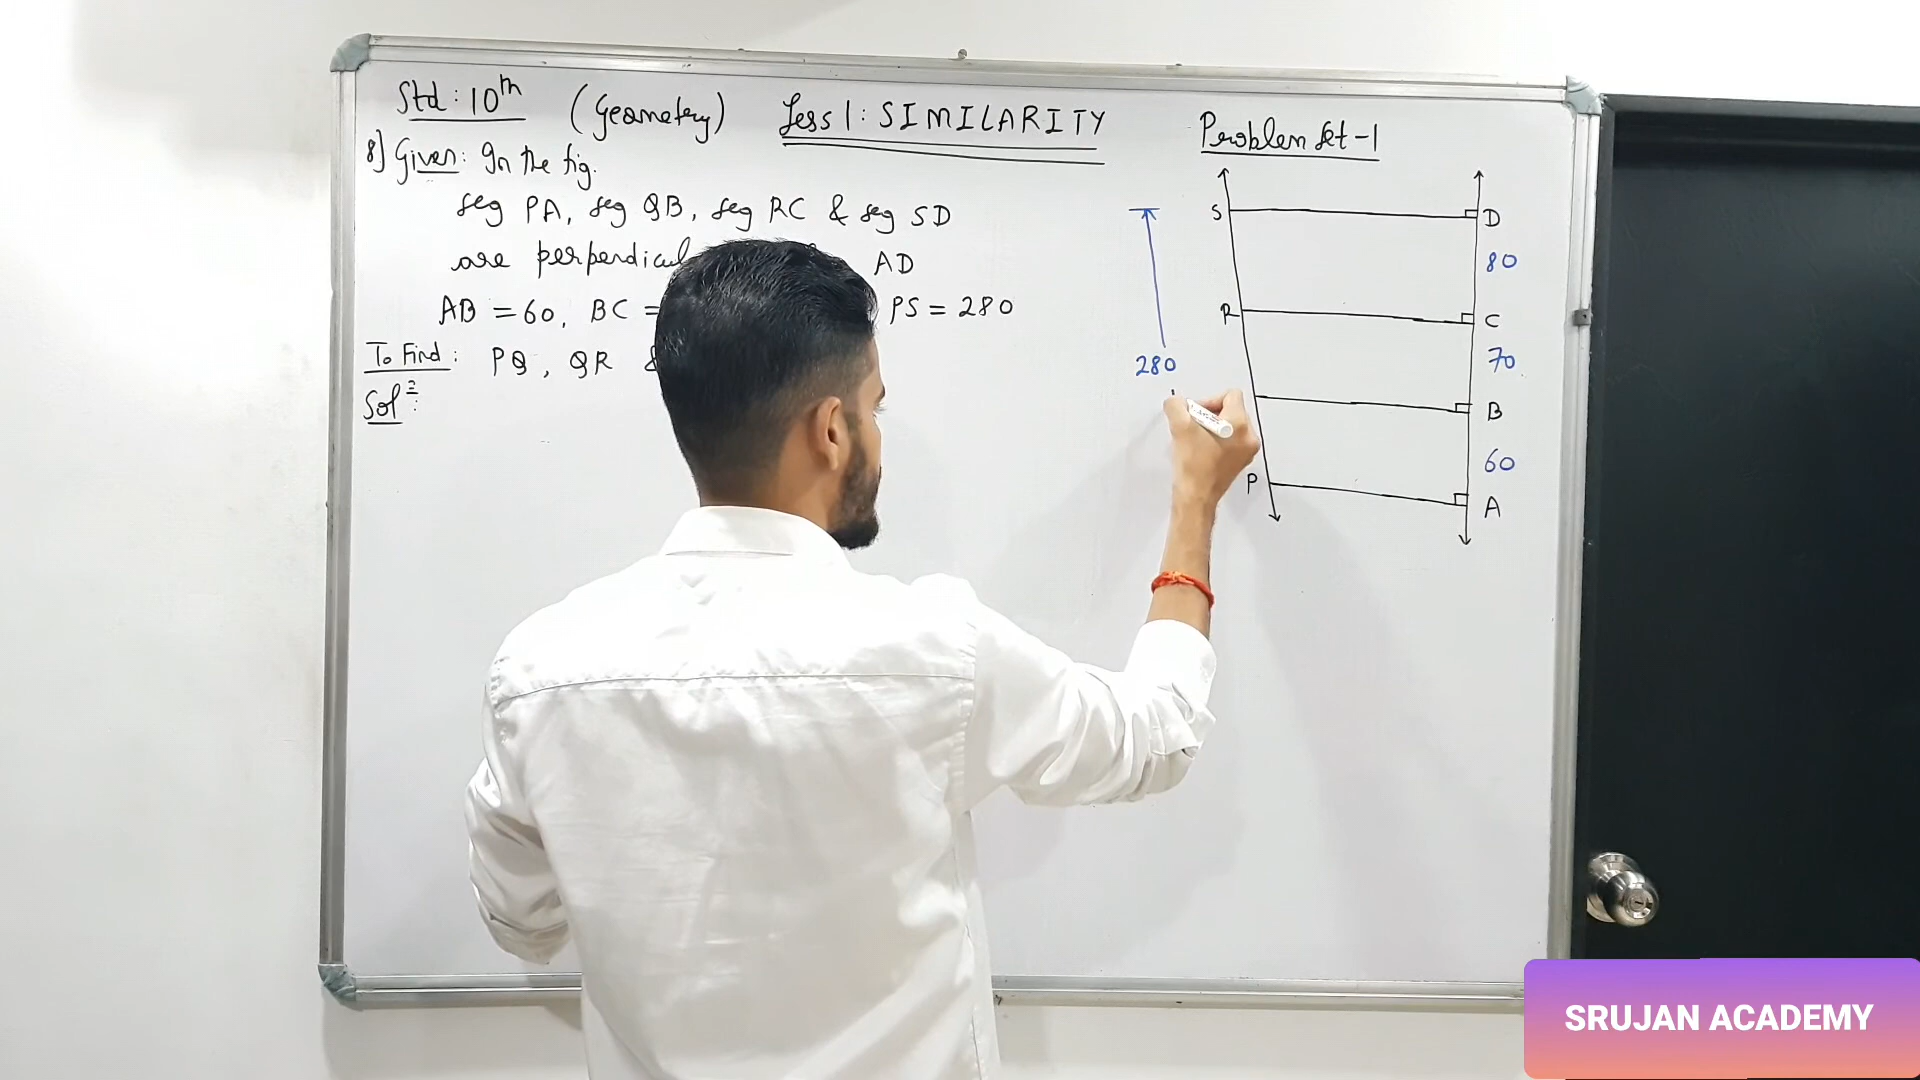 Std: 10th (Geometry) Less 1: SIMILARITY Problem Set-1
8] Given: In the fig.
seg PA, seg QB, seg RC & seg SD
are AD
AB = 60, BC = PS = 280
To Find: PQ, QR &
Solⁿ:
S D
80
R C
280 70
B
60
P A
SRUJAN ACADEMY